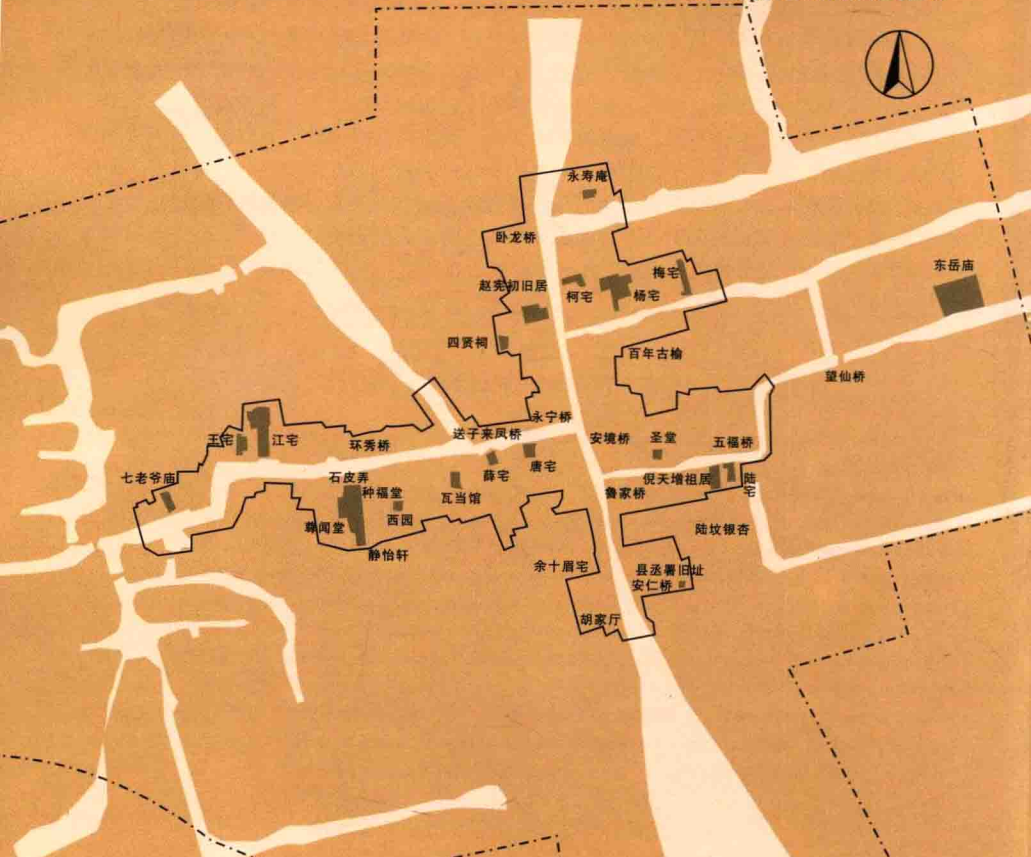 永寿庵
卧龙桥
梅宅
东岳庙
赵宪初旧居
柯宅
杨宅
四贤祠
百年古榆
望仙桥
永宁桥
送子来凤桥
安境桥
圣堂
五福桥
王宅
江宅
环秀桥
七老爷庙
石皮弄
种福堂
瓦当馆
薛宅
唐宅
倪天增祖居
陆宅
鲁家桥
西园
尊闻堂
陆坟银杏
静怡轩
余十眉宅
县丞署旧址
安仁桥
胡家厅